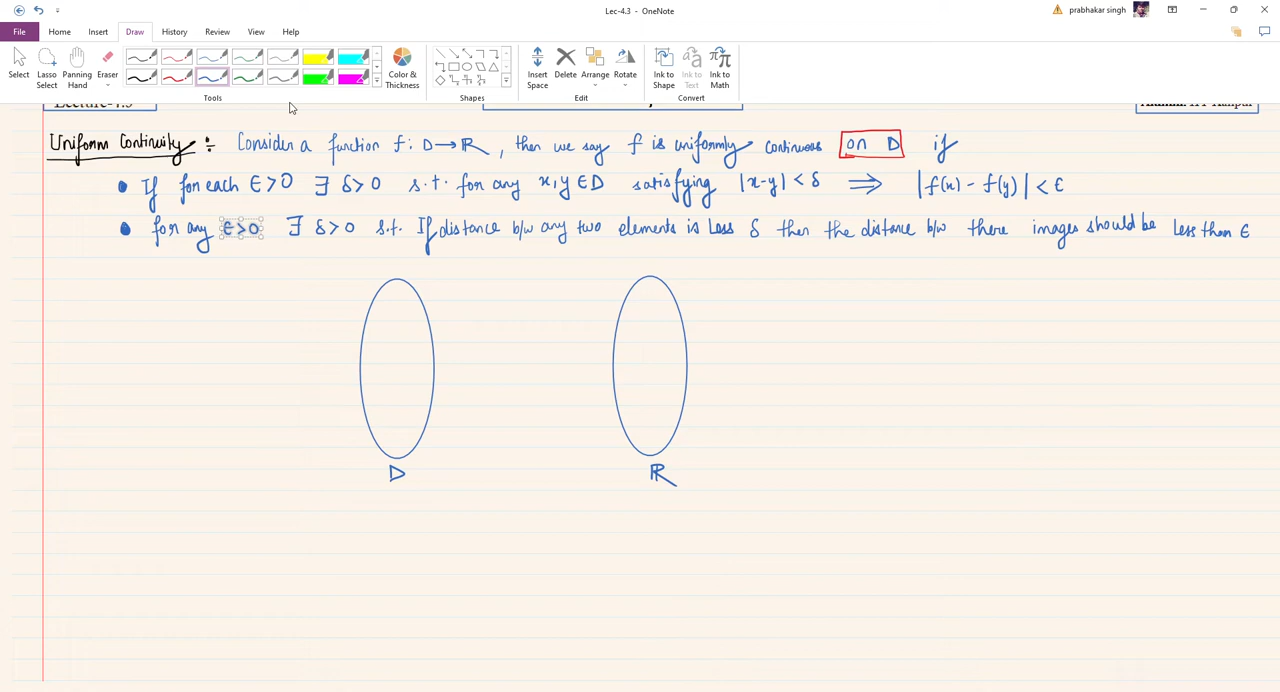 Lec-4.3 - OneNote
prabhakar singh
File Home Insert Draw History Review View Help
Select Lasso Select Panning Hand Eraser Color & Thickness Insert Space Delete Arrange Rotate Ink to Shape Ink to Text Ink to Math
Tools Shapes Edit Convert
Lecture-4.3
Uniform Continuity ÷ Consider a function f: D→ℝ, then we say f is uniformly continuous on D if
• If for each ϵ>0 ∃ δ>0 s.t. for any x,y ∈ D satisfying |x-y| < δ ⟹ |f(x) - f(y)| < ϵ
• for any ϵ>0 ∃ δ>0 s.t. If distance b/w any two elements is less δ then the distance b/w there images should be less than ϵ
D ℝ